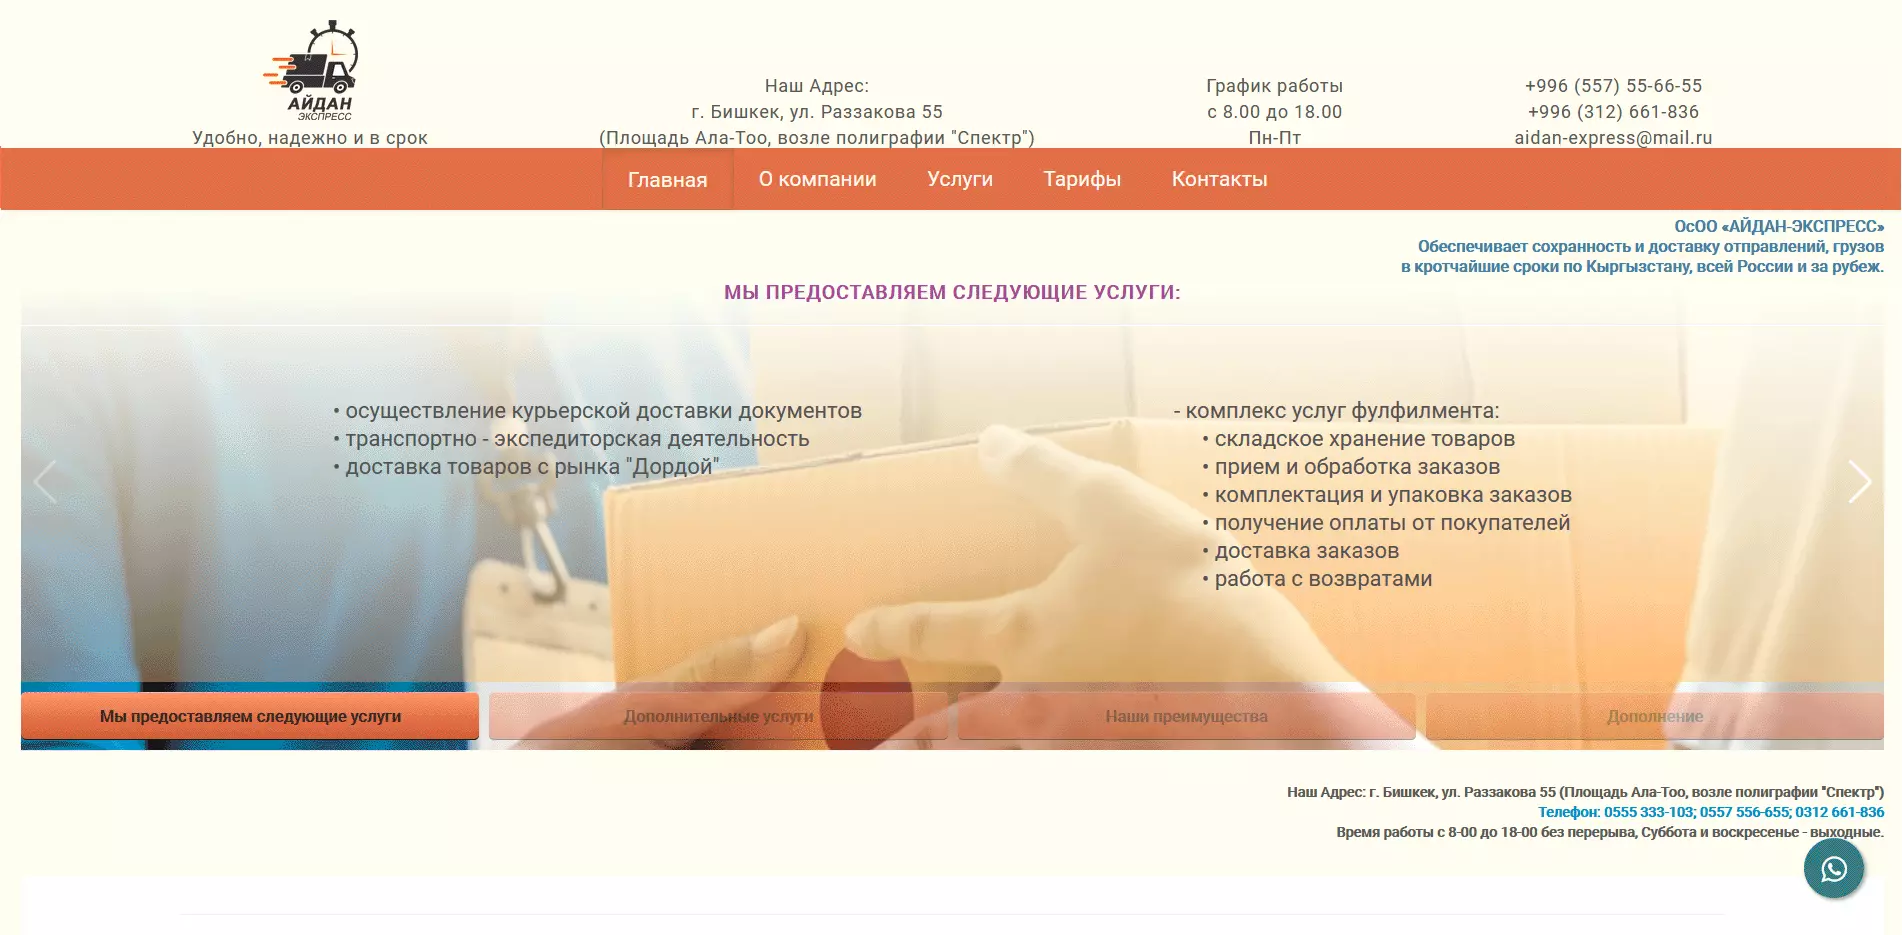 АЙДАН
ЭКСПРЕСС
Удобно, надежно и в срок
Наш Адрес:
г. Бишкек, ул. Раззакова 55
(Площадь Ала-Тоо, возле полиграфии "Спектр")
График работы
с 8.00 до 18.00
Пн-Пт
+996 (557) 55-66-55
+996 (312) 661-836
aidan-express@mail.ru
Главная
О компании
Услуги
Тарифы
Контакты
ОсОО «АЙДАН-ЭКСПРЕСС»
Обеспечивает сохранность и доставку отправлений, грузов
в кротчайшие сроки по Кыргызстану, всей России и за рубеж.
МЫ ПРЕДОСТАВЛЯЕМ СЛЕДУЮЩИЕ УСЛУГИ:
• осуществление курьерской доставки документов
• транспортно - экспедиторская деятельность
• доставка товаров с рынка "Дордой"
- комплекс услуг фулфилмента:
• складское хранение товаров
• прием и обработка заказов
• комплектация и упаковка заказов
• получение оплаты от покупателей
• доставка заказов
• работа с возвратами
Мы предоставляем следующие услуги
Дополнительные услуги
Наши преимущества
Дополнение
Наш Адрес: г. Бишкек, ул. Раззакова 55 (Площадь Ала-Тоо, возле полиграфии "Спектр")
Телефон: 0555 333-103; 0557 556-655; 0312 661-836
Время работы с 8-00 до 18-00 без перерыва, Суббота и воскресенье - выходные.